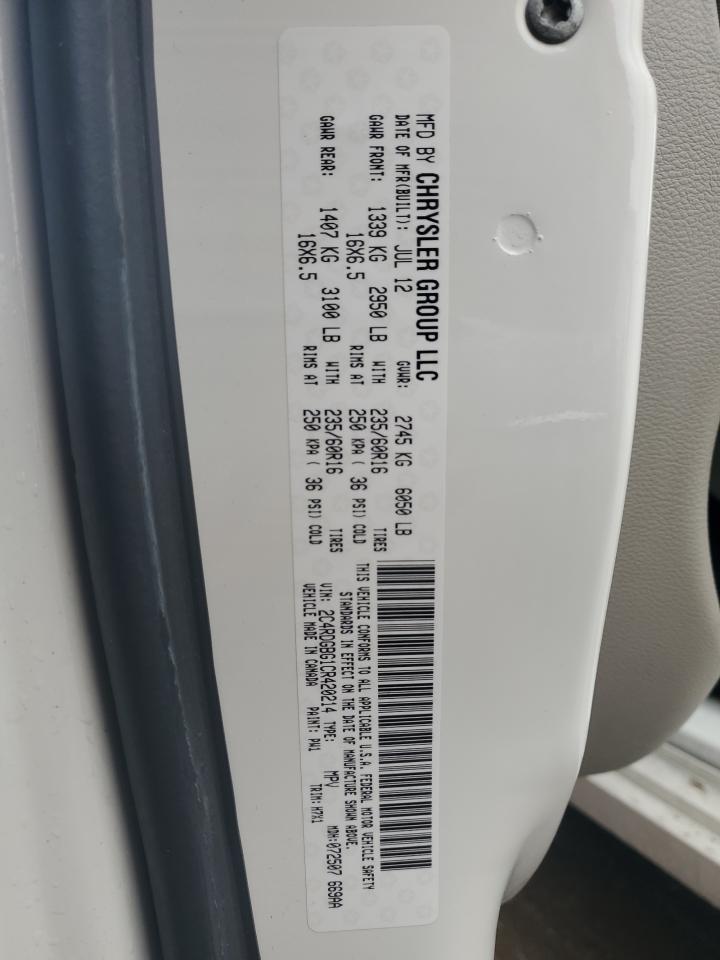 MFD BY CHRYSLER GROUP LLC
DATE OF MFR(BUILT): JUL 12 GVWR: 2745 KG 6050 LB
GAWR FRONT: 1339 KG 2950 LB WITH 235/60R16 TIRES
16X6.5 RIMS AT 250 KPA ( 36 PSI) COLD
GAWR REAR: 1407 KG 3100 LB WITH 235/60R16 TIRES
16X6.5 RIMS AT 250 KPA ( 36 PSI) COLD
THIS VEHICLE CONFORMS TO ALL APPLICABLE U.S.A. FEDERAL MOTOR VEHICLE SAFETY
STANDARDS IN EFFECT ON THE DATE OF MANUFACTURE SHOWN ABOVE.
VIN: 2C4RDGBG1CR420214 TYPE: MPV MDH:072507 669AA
VEHICLE MADE IN CANADA PAINT: PW1 TRIM: M7X1